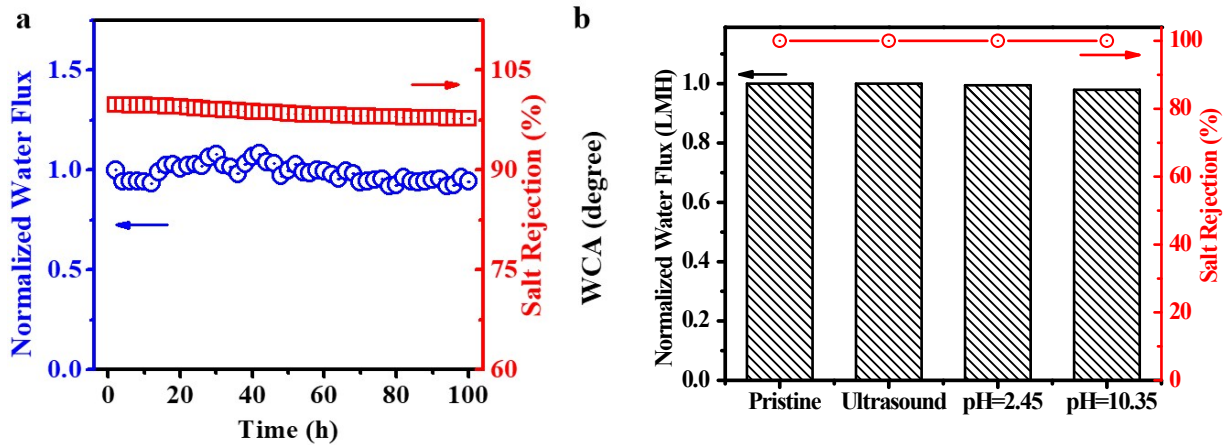 a
Normalized Water Flux
1.5
1.0
0.5
0.0
105
90
75
60
Salt Rejection (%)
0 20 40 60 80 100
Time (h)
b
WCA (degree)
Normalized Water Flux (LMH)
1.0
0.8
0.6
0.4
0.2
0.0
100
80
60
40
20
0
Salt Rejection (%)
Pristine Ultrasound pH=2.45 pH=10.35